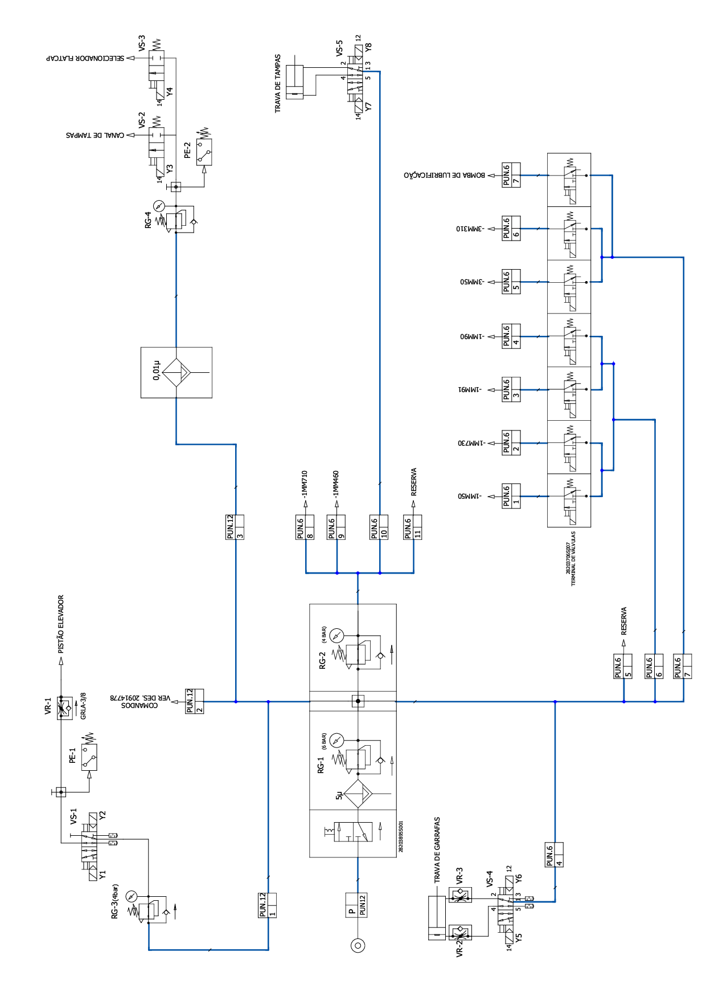 VS-3
SELECIONADOR FLATCAP
Y4
14
VS-2
CANAL DE TAMPAS
Y3
14
PE-2
RG-4
0,01µ
TRAVA DE TAMPAS
VS-5
12
Y8
2
4
1 3
5
14
Y7
BOMBA DE LUBRIFICAÇÃO
PUN.6
7
-3MM310
PUN.6
6
-3MM50
PUN.6
5
-1MM90
PUN.6
4
-1MM91
PUN.6
3
-1MM730
PUN.6
2
-1MM50
PUN.6
1
28203706S007
TERMINAL DE VÁLVULAS
PUN.12
3
-1MM710
PUN.6
8
-1MM460
PUN.6
9
PUN.6
10
RESERVA
PUN.6
11
PISTÃO ELEVADOR
VR-1
GRLA-3/8
PE-1
VS-1
Y2
Y1
RG-3(4bar)
COMANDOS
VER DES. 20914778
PUN.12
2
PUN.12
1
RG-2
(4 BAR)
RG-1
(6 BAR)
5µ
28203895S001
P
PUN12
RESERVA
PUN.6
5
PUN.6
6
PUN.6
7
PUN.6
4
TRAVA DE GARRAFAS
VR-3
VR-2
VS-4
12
Y6
2
4
1 3
5
14
Y5